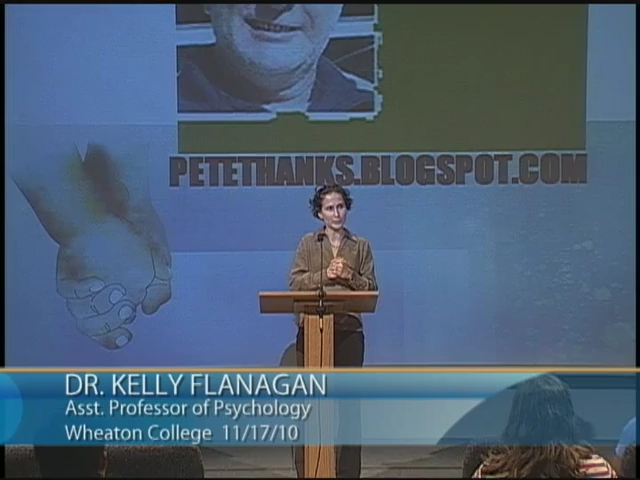 PETETHANKS.BLOGSPOT.COM
DR. KELLY FLANAGAN
Asst. Professor of Psychology
Wheaton College 11/17/10